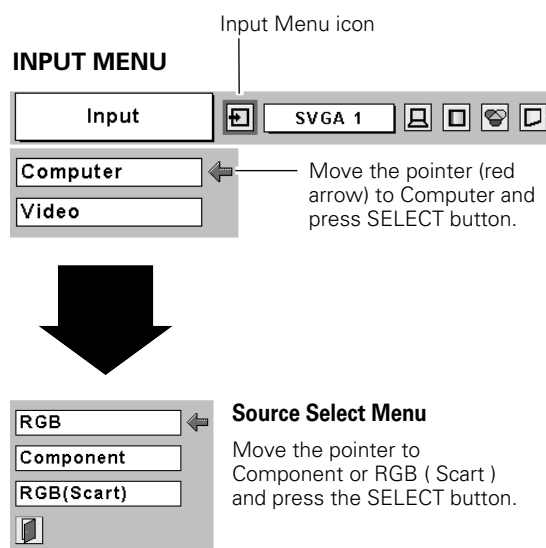 Input Menu icon
INPUT MENU
Input
SVGA 1
Computer
Move the pointer (red
arrow) to Computer and
press SELECT button.
Video
RGB
Source Select Menu
Component
Move the pointer to
Component or RGB ( Scart )
and press the SELECT button.
RGB(Scart)